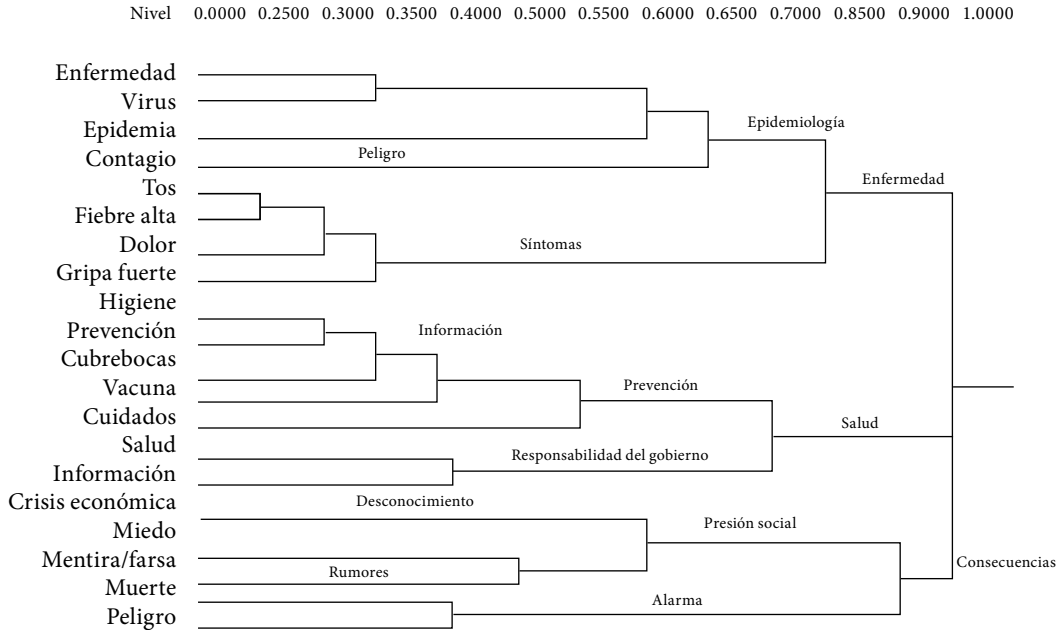 Nivel 0.0000 0.2500 0.3000 0.3500 0.4000 0.5000 0.5500 0.6000 0.6500 0.7000 0.8500 0.9000 1.0000
Enfermedad
Virus
Epidemiología
Epidemia
Peligro
Contagio
Enfermedad
Tos
Fiebre alta
Dolor
Síntomas
Gripa fuerte
Higiene
Prevención
Información
Cubrebocas
Vacuna
Prevención
Cuidados
Salud
Salud
Responsabilidad del gobierno
Información
Crisis económica
Desconocimiento
Presión social
Miedo
Mentira/farsa
Consecuencias
Rumores
Muerte
Alarma
Peligro